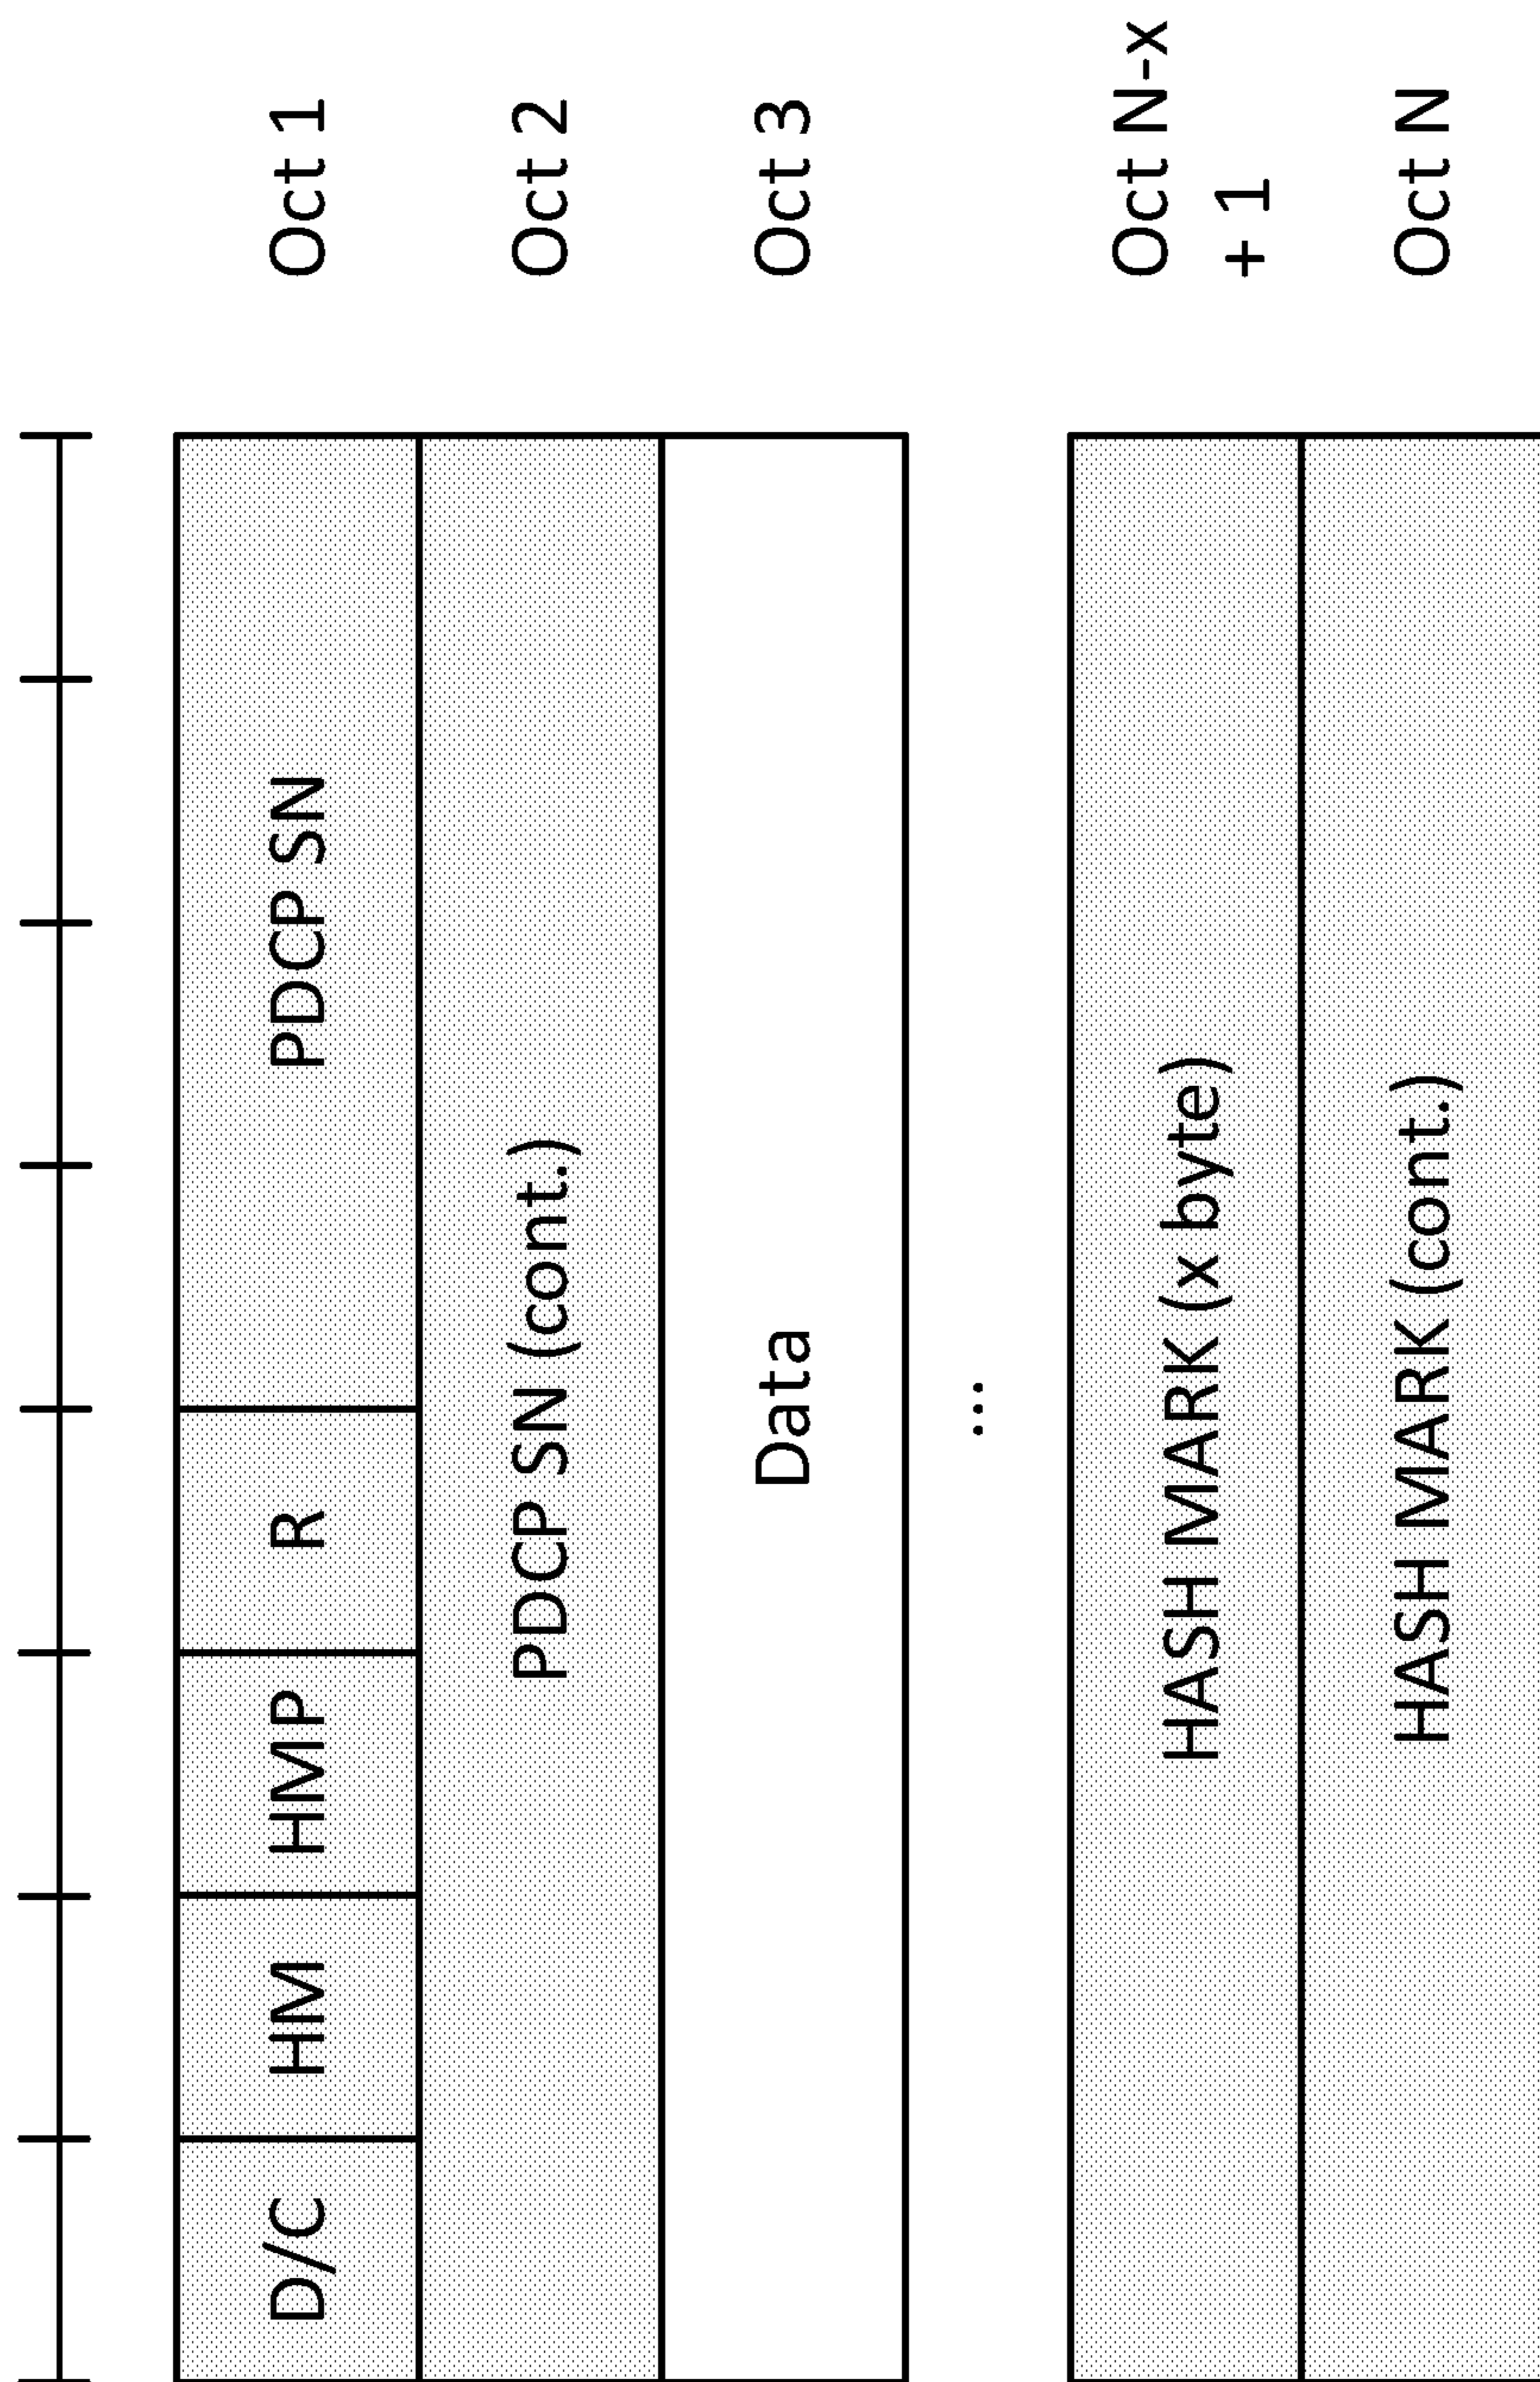 D/C HM HMP R PDCP SN Oct 1
PDCP SN (cont.) Oct 2
Data Oct 3
...
HASH MARK (x byte) Oct N-x
+ 1
HASH MARK (cont.) Oct N